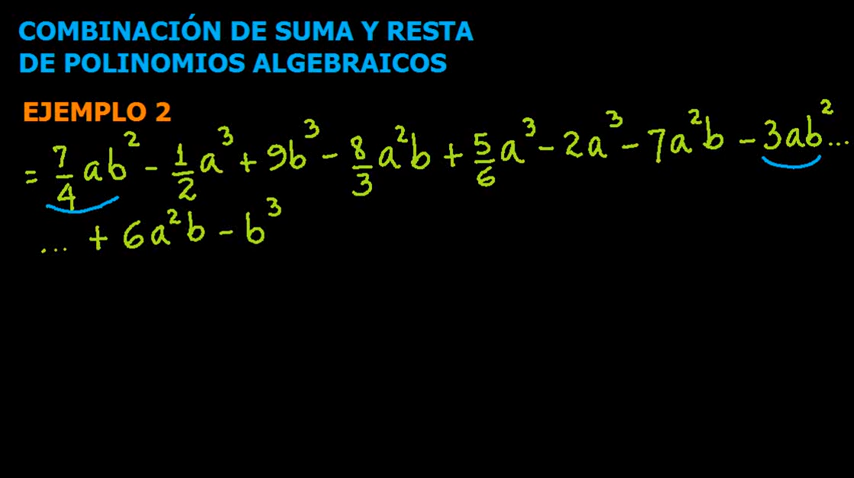 COMBINACIÓN DE SUMA Y RESTA
DE POLINOMIOS ALGEBRAICOS
EJEMPLO 2
= 7/4 ab² - 1/2 a³ + 9b³ - 8/3 a²b + 5/6 a³ - 2a³ - 7a²b - 3ab² ...
... + 6a²b - b³